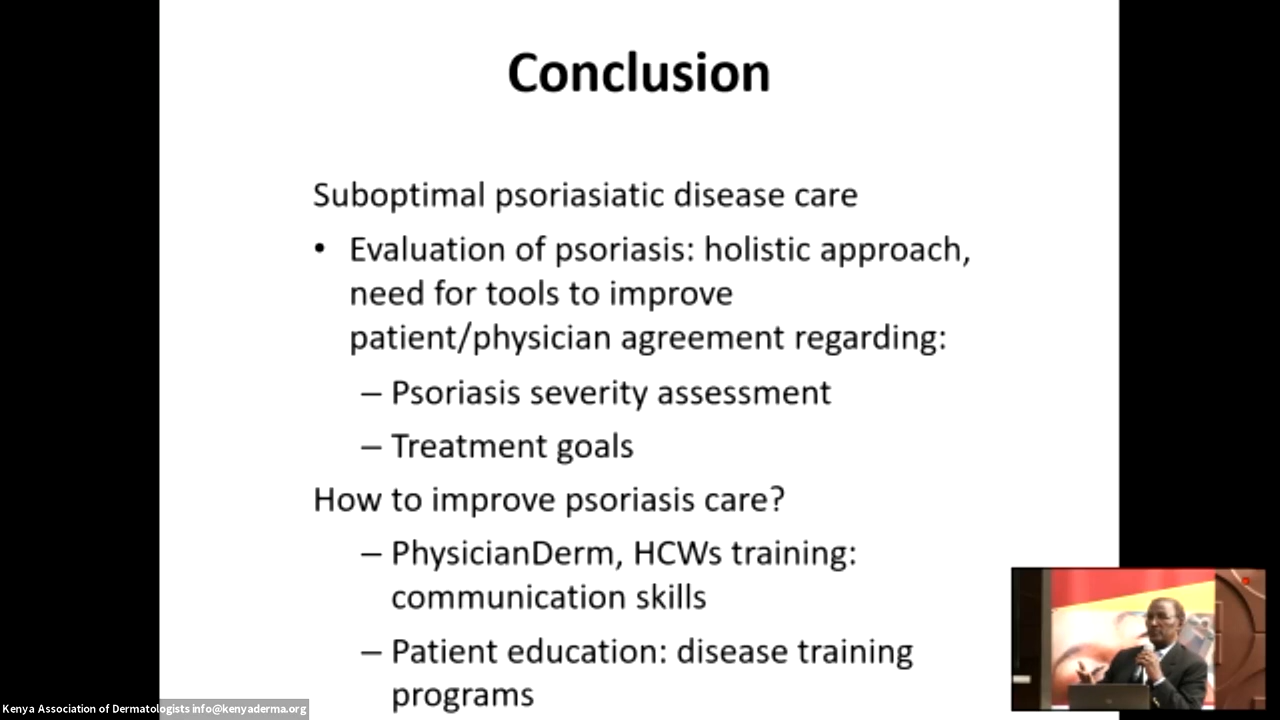 Conclusion
Suboptimal psoriasiatic disease care
• Evaluation of psoriasis: holistic approach,
need for tools to improve
patient/physician agreement regarding:
– Psoriasis severity assessment
– Treatment goals
How to improve psoriasis care?
– PhysicianDerm, HCWs training:
communication skills
– Patient education: disease training
programs
Kenya Association of Dermatologists info@kenyaderma.org